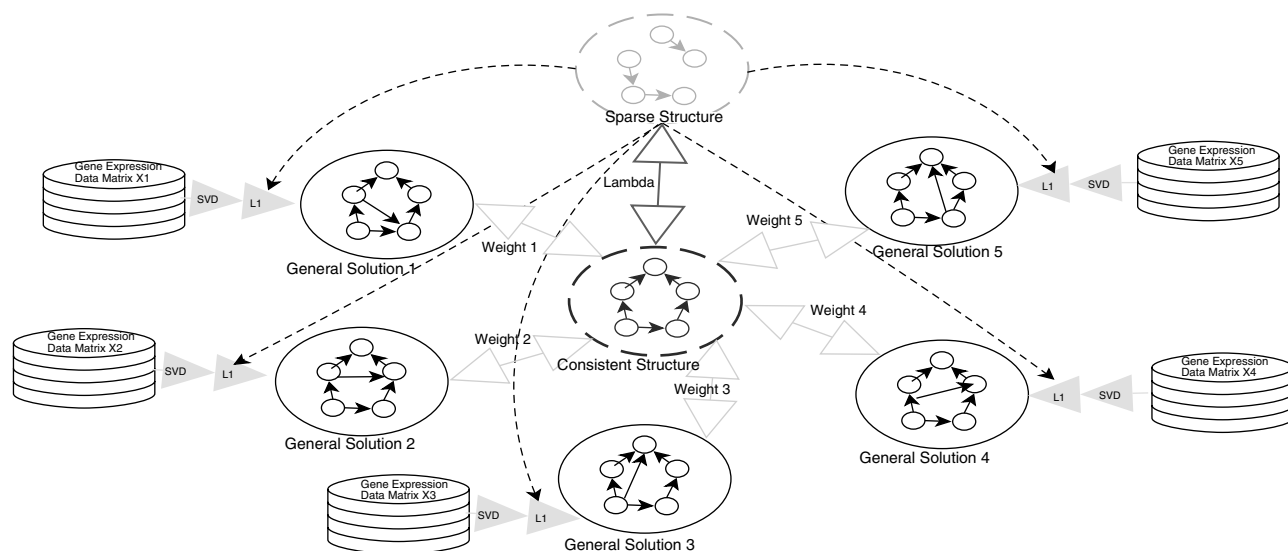 Sparse Structure
Gene Expression
Data Matrix X1
SVD
L1
General Solution 1
Lambda
Weight 1
Weight 5
General Solution 5
L1
SVD
Gene Expression
Data Matrix X5
Gene Expression
Data Matrix X2
SVD
L1
General Solution 2
Weight 2
Consistent Structure
Weight 4
Weight 3
General Solution 4
L1
SVD
Gene Expression
Data Matrix X4
Gene Expression
Data Matrix X3
SVD
L1
General Solution 3